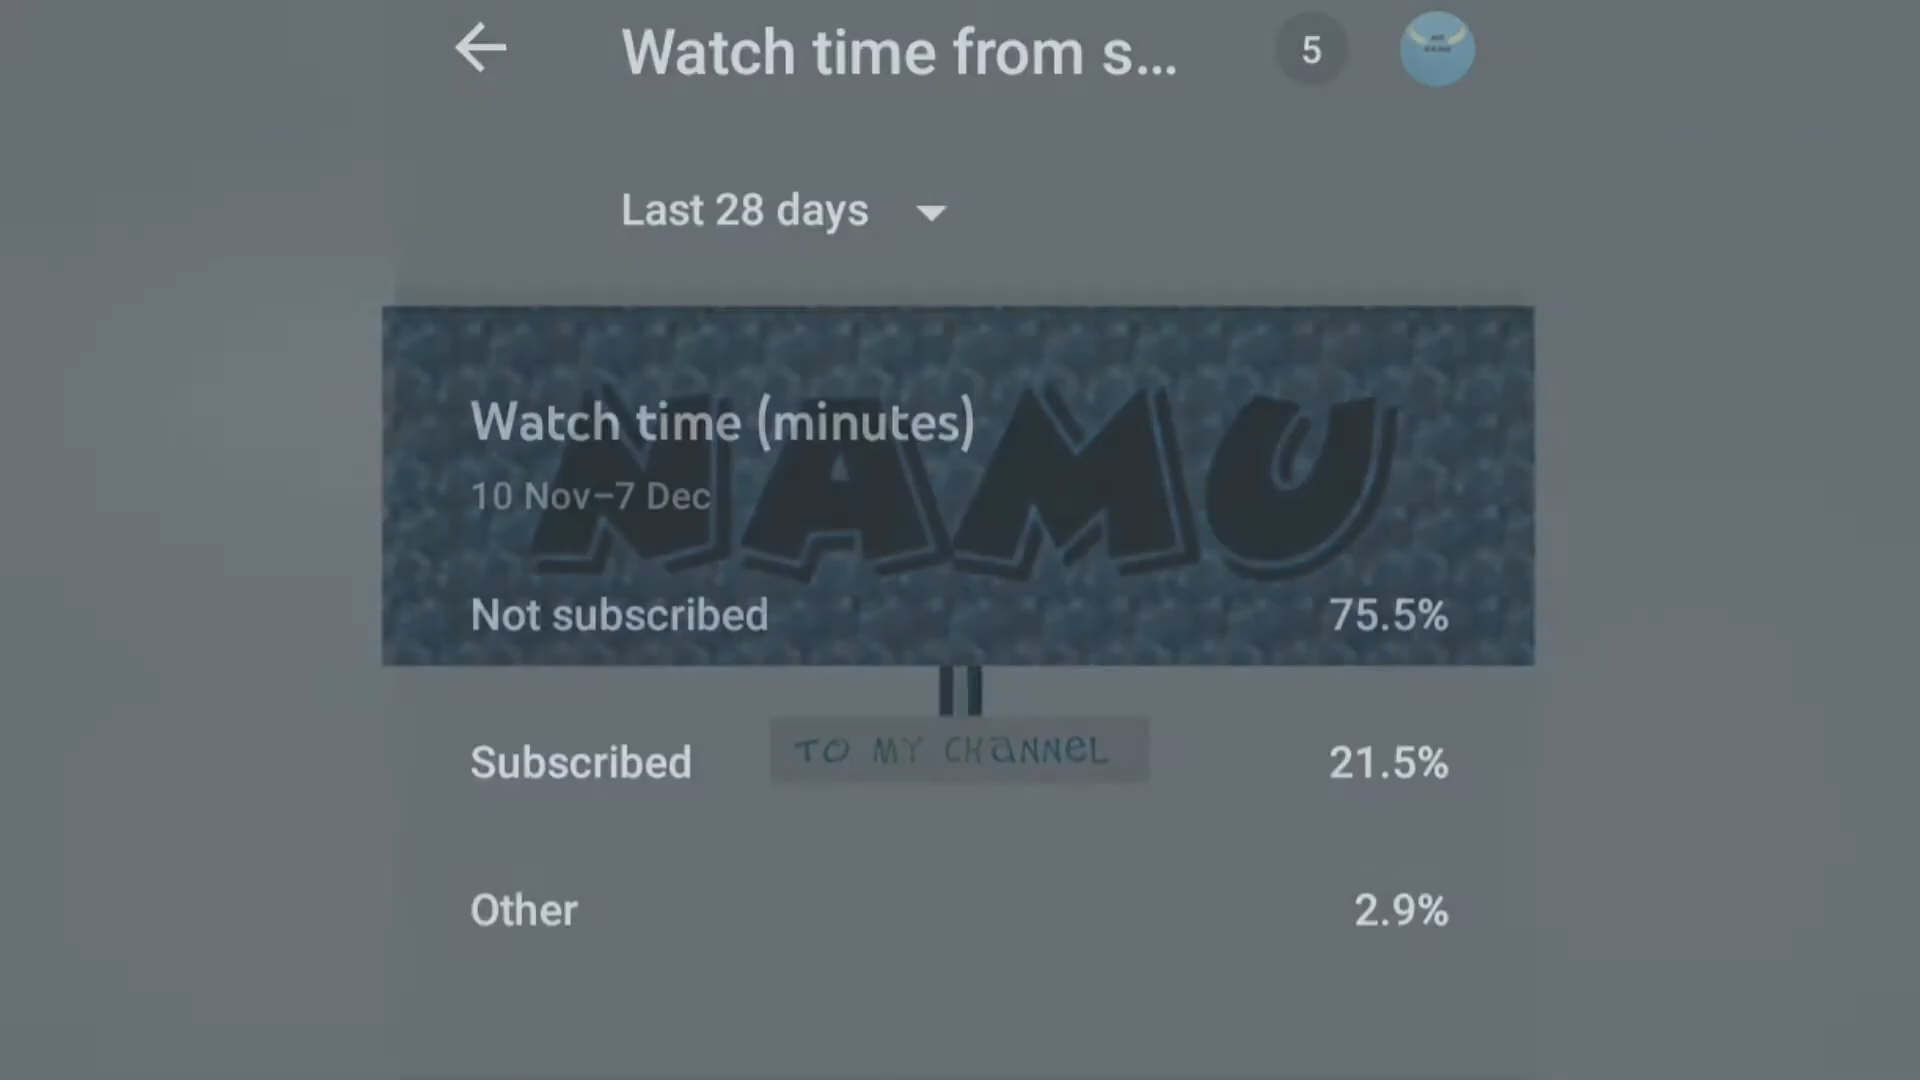 Watch time from s...
5
Last 28 days
NAMU
Watch time (minutes)
10 Nov–7 Dec
Not subscribed 75.5%
TO MY CHaNNeL
Subscribed 21.5%
Other 2.9%